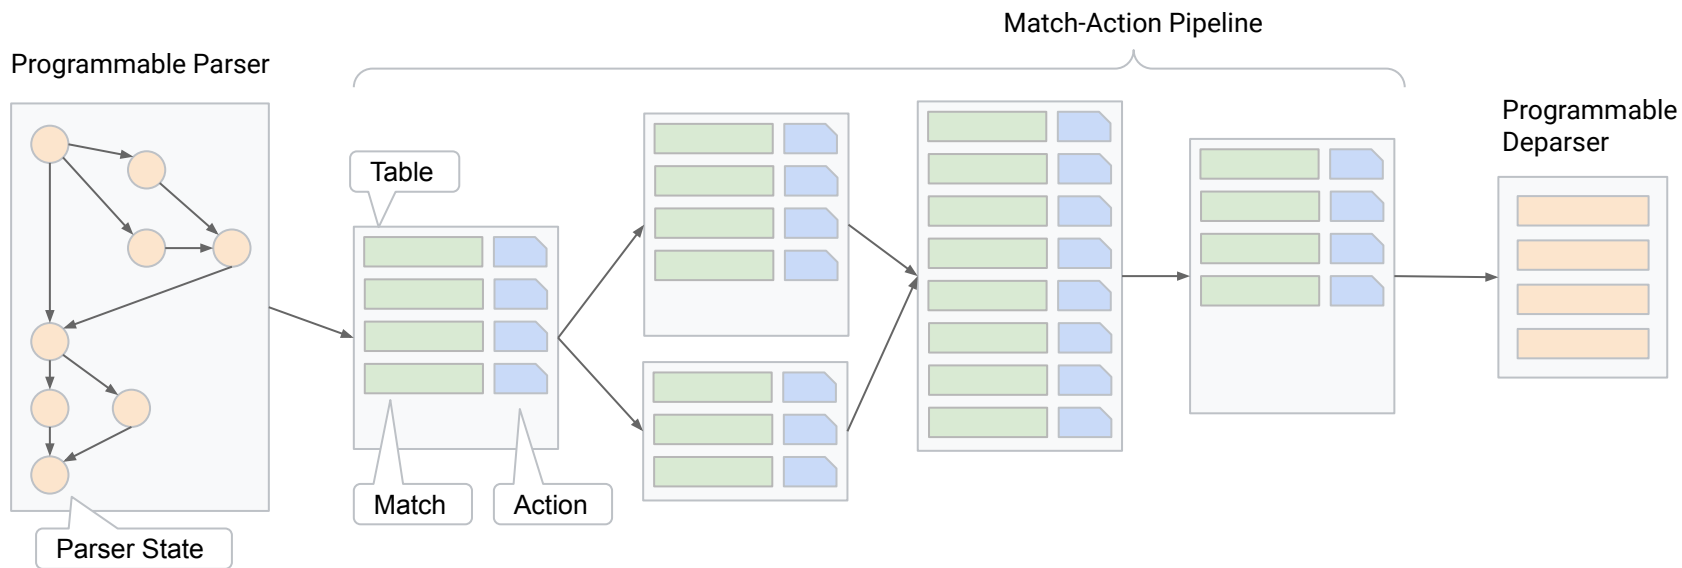 Match-Action Pipeline
Programmable Parser
Programmable
Deparser
Table
Match
Action
Parser State